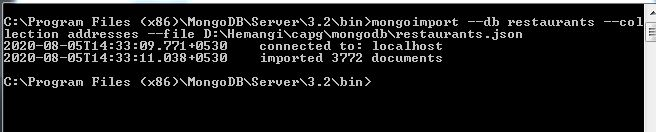 C:\Program Files (x86)\MongoDB\Server\3.2\bin>mongoimport --db restaurants --col
lection addresses --file D:\Hemangi\capg\mongodb\restaurants.json
2020-08-05T14:33:09.771+0530    connected to: localhost
2020-08-05T14:33:11.038+0530    imported 3772 documents
C:\Program Files (x86)\MongoDB\Server\3.2\bin>